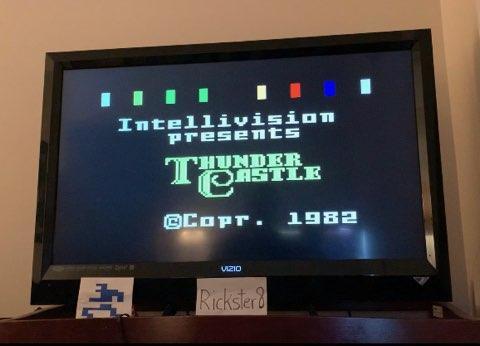 Intellivision
presents
THUNDER
CASTLE
©Copr. 1982
VIZIO
Rickster8